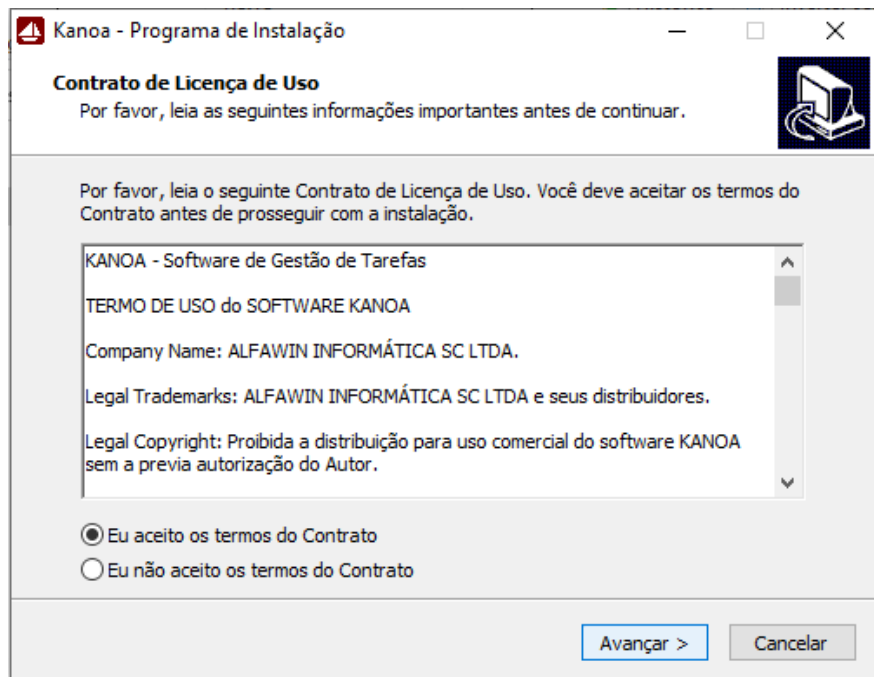 Kanoa - Programa de Instalação
Contrato de Licença de Uso
Por favor, leia as seguintes informações importantes antes de continuar.
Por favor, leia o seguinte Contrato de Licença de Uso. Você deve aceitar os termos do
Contrato antes de prosseguir com a instalação.
KANOA - Software de Gestão de Tarefas
TERMO DE USO do SOFTWARE KANOA
Company Name: ALFAWIN INFORMÁTICA SC LTDA.
Legal Trademarks: ALFAWIN INFORMÁTICA SC LTDA e seus distribuidores.
Legal Copyright: Proibida a distribuição para uso comercial do software KANOA
sem a previa autorização do Autor.
Eu aceito os termos do Contrato
Eu não aceito os termos do Contrato
Avançar >
Cancelar